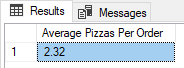 Results Messages
Average Pizzas Per Order
1 2.32